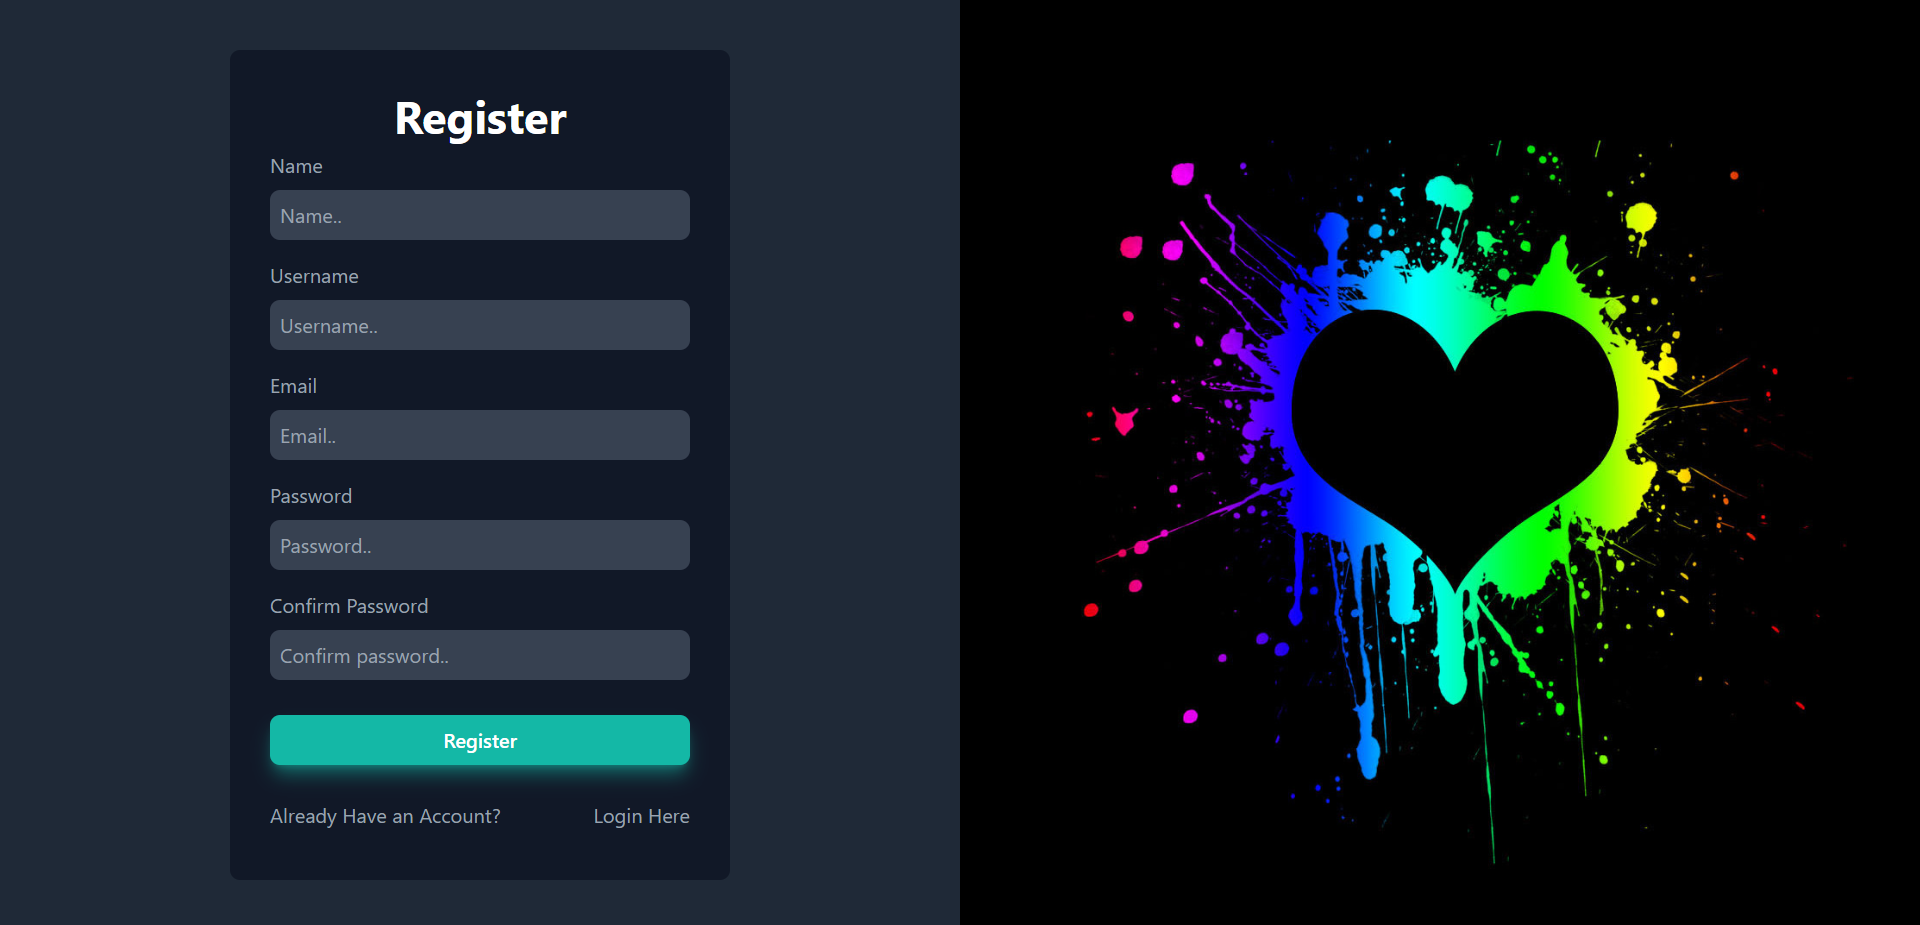 Register
Name
Name..
Username
Username..
Email
Email..
Password
Password..
Confirm Password
Confirm password..
Register
Already Have an Account? Login Here